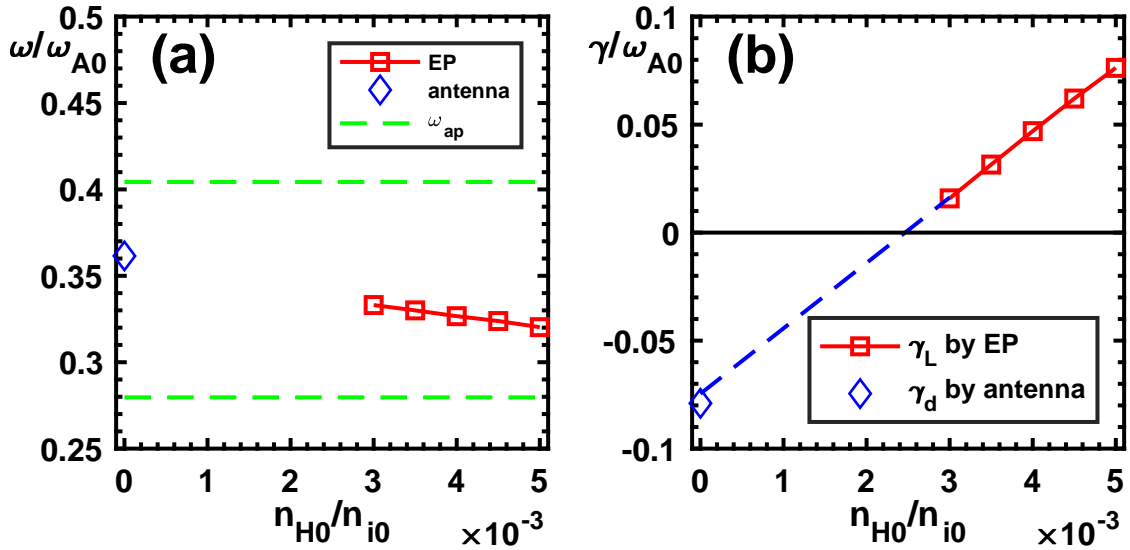 (a)
ω/ω_A0
0.5
0.45
0.4
0.35
0.3
0.25
EP
antenna
ω_ap
0 1 2 3 4 5
n_H0/n_i0
×10^-3
(b)
γ/ω_A0
0.1
0.05
0
-0.05
-0.1
γ_L by EP
γ_d by antenna
0 1 2 3 4 5
n_H0/n_i0
×10^-3